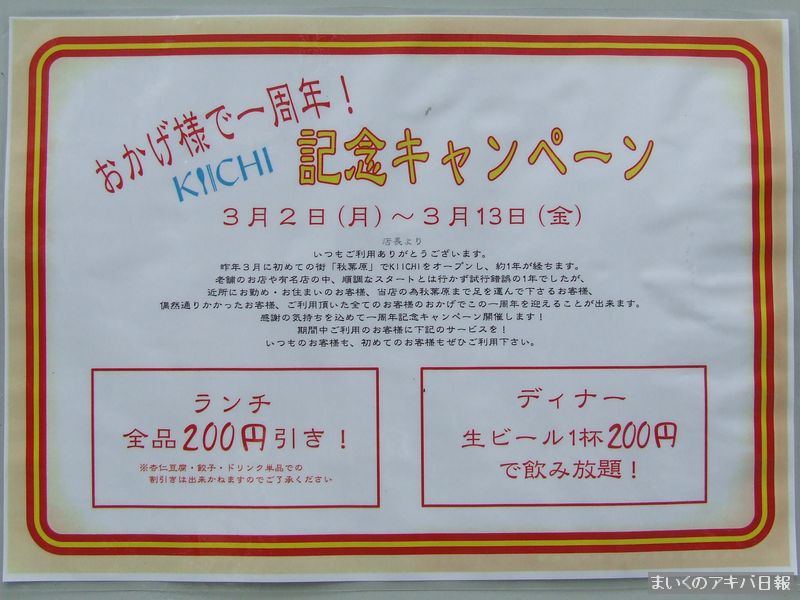 おかげ様で一周年！
KIICHI 記念キャンペーン
3月2日(月)～3月13日(金)
店長より
いつもご利用ありがとうございます。
昨年3月に初めての街「秋葉原」でKIICHIをオープンし、約1年が経ちます。
老舗のお店や有名店の中、順調なスタートとは行かず試行錯誤の1年でしたが、
近所にお勤め・お住まいのお客様、当店の為秋葉原まで足を運んで下さるお客様、
偶然通りかかったお客様、ご利用頂いた全てのお客様のおかげでこの一周年を迎えることが出来ます。
感謝の気持ちを込めて一周年記念キャンペーン開催します！
期間中ご利用のお客様に下記のサービスを！
いつものお客様も、初めてのお客様もぜひご利用下さい。
ランチ
全品200円引き！
※杏仁豆腐・餃子・ドリンク単品での
割引きは出来かねますのでご了承ください
ディナー
生ビール1杯200円
で飲み放題！
まいくのアキバ日報